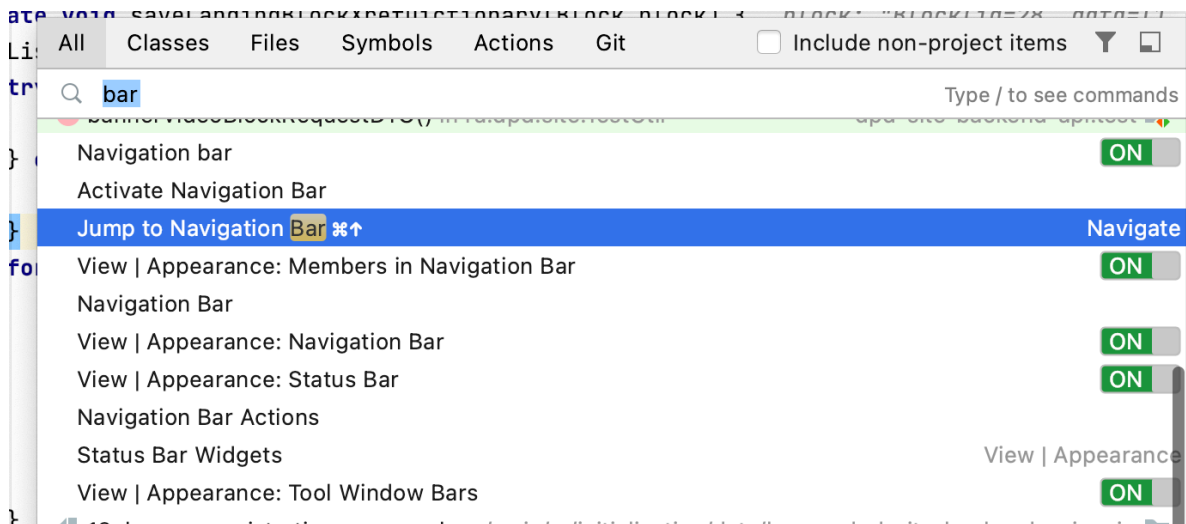 All Classes Files Symbols Actions Git Include non-project items
bar Type / to see commands
Navigation bar ON
Activate Navigation Bar
Jump to Navigation Bar ⌘↑ Navigate
View | Appearance: Members in Navigation Bar ON
Navigation Bar
View | Appearance: Navigation Bar ON
View | Appearance: Status Bar ON
Navigation Bar Actions
Status Bar Widgets View | Appearance
View | Appearance: Tool Window Bars ON